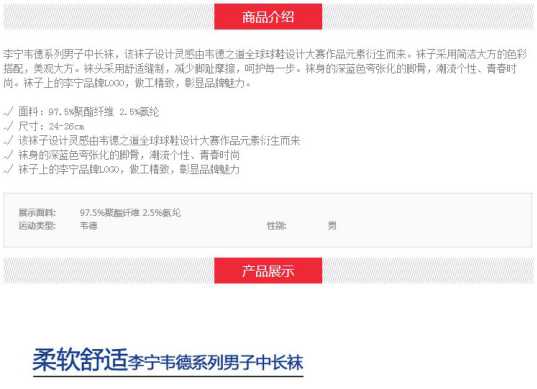 商品介绍
李宁韦德系列男子中长袜，该袜子设计灵感由韦德之道全球球鞋设计大赛作品元素衍生而来。袜子采用简洁大方的色彩
搭配，美观大方。袜头采用舒适缝制，减少脚趾摩擦，呵护每一步。袜身的深蓝色夸张化的脚骨，潮流个性、青春时
尚。袜子上的李宁品牌LOGO，做工精致，彰显品牌魅力。
√ 面料：97.5%聚酯纤维 2.5%氨纶
√ 尺寸：24-26cm
√ 该袜子设计灵感由韦德之道全球球鞋设计大赛作品元素衍生而来
√ 袜身的深蓝色夸张化的脚骨，潮流个性、青春时尚
√ 袜子上的李宁品牌LOGO，做工精致，彰显品牌魅力
展示面料: 97.5%聚酯纤维 2.5%氨纶
运动类型: 韦德 性别: 男
产品展示
柔软舒适李宁韦德系列男子中长袜